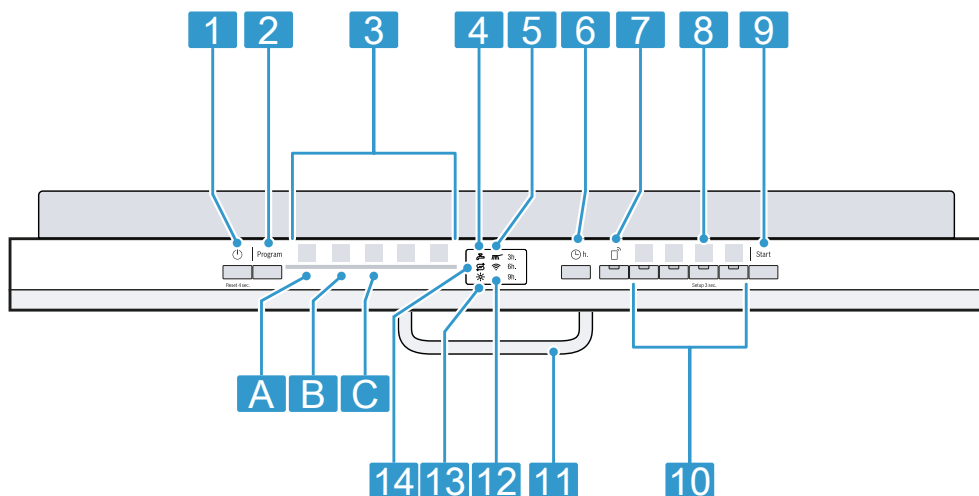 1 2 3 4 5 6 7 8 9
Program 3h. h. Start
6h.
9h.
Reset 4 sec. Setup 3 sec.
A B C
14 13 12 11 10